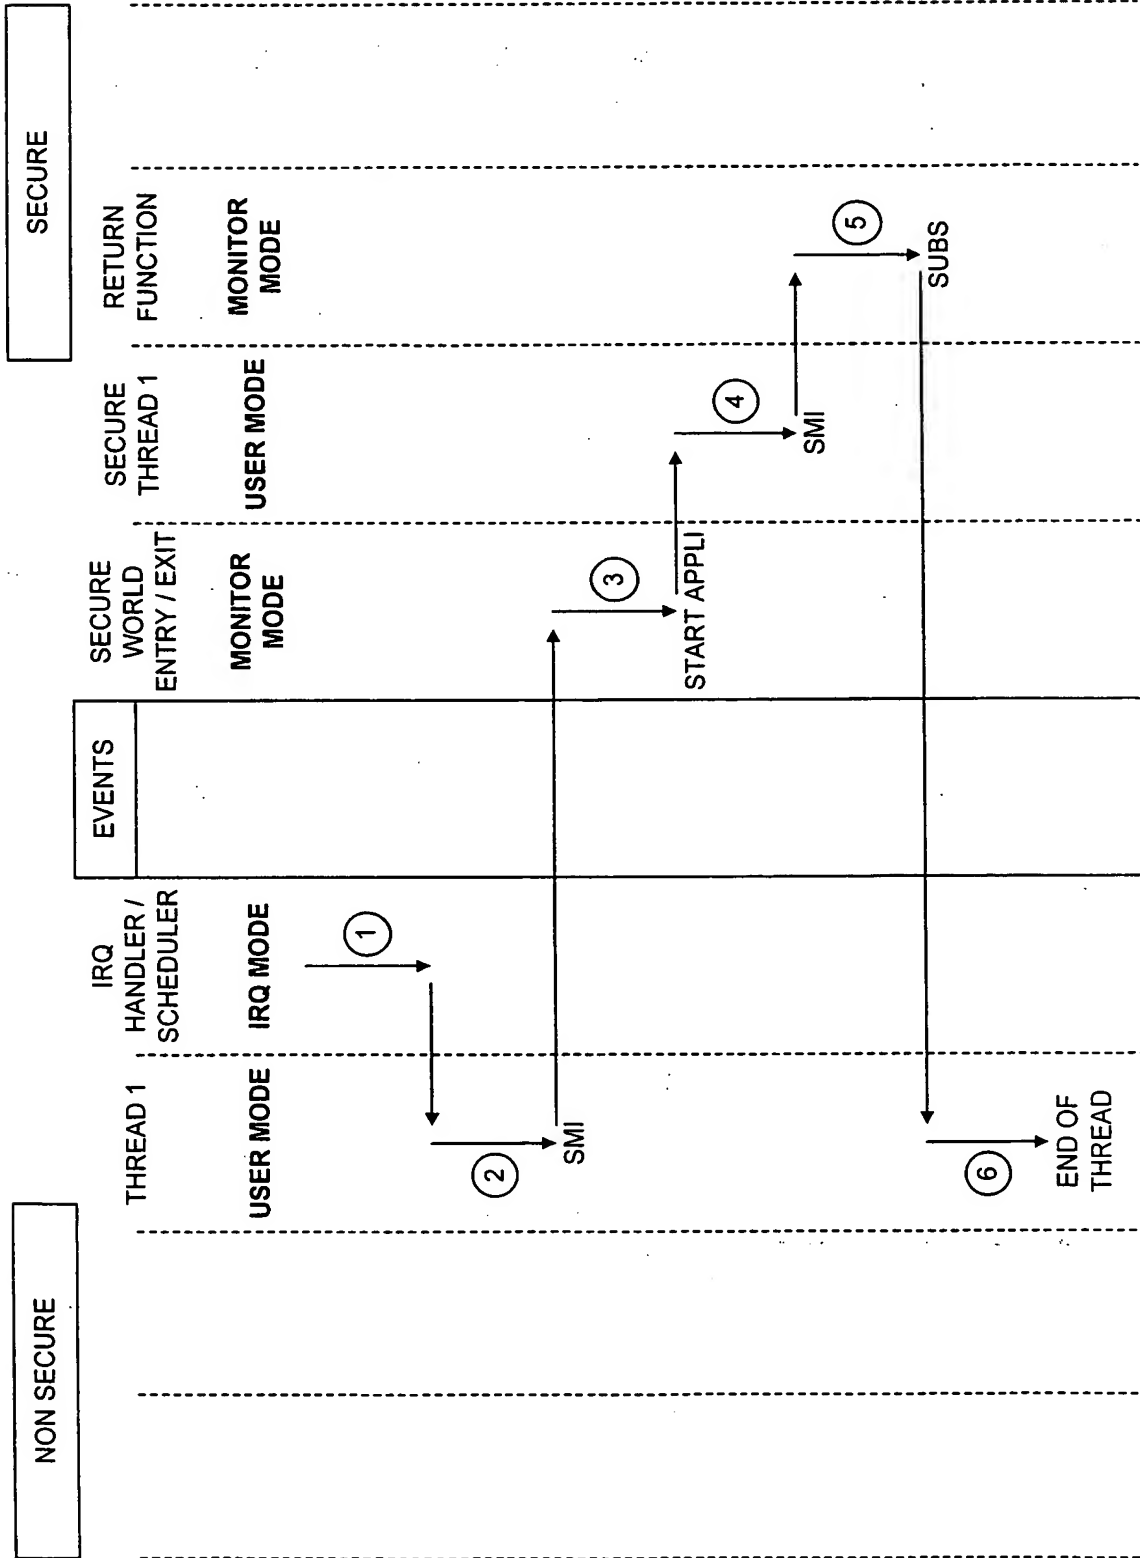 NON SECURE
SECURE
EVENTS
THREAD 1
USER MODE
IRQ
HANDLER /
SCHEDULER
IRQ MODE
SECURE
WORLD
ENTRY / EXIT
MONITOR
MODE
SECURE
THREAD 1
USER MODE
RETURN
FUNCTION
MONITOR
MODE
1
2
SMI
3
START APPLI
4
SMI
5
SUBS
6
END OF
THREAD